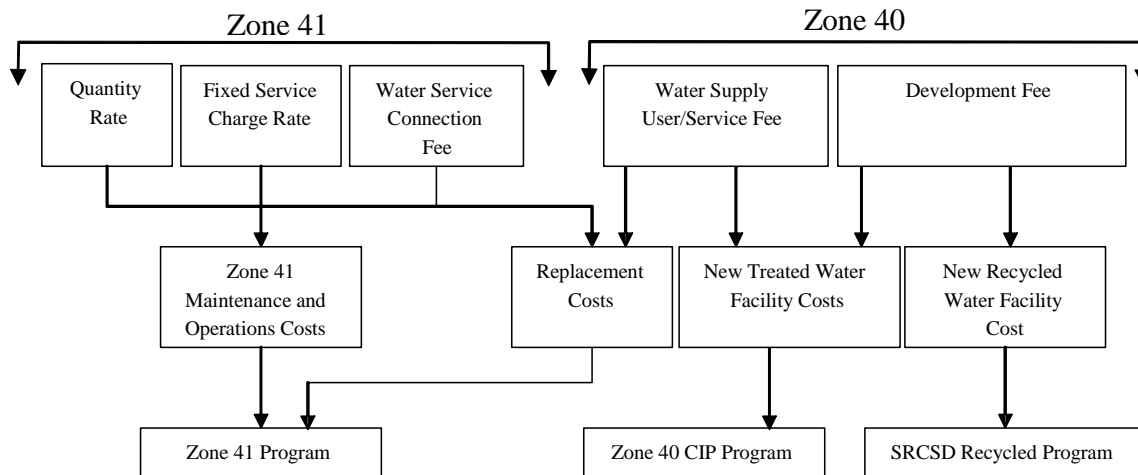 Zone 41
Zone 40
Quantity
Rate
Fixed Service
Charge Rate
Water Service
Connection
Fee
Water Supply
User/Service Fee
Development Fee
Zone 41
Maintenance and
Operations Costs
Replacement
Costs
New Treated Water
Facility Costs
New Recycled
Water Facility
Cost
Zone 41 Program
Zone 40 CIP Program
SRCSD Recycled Program